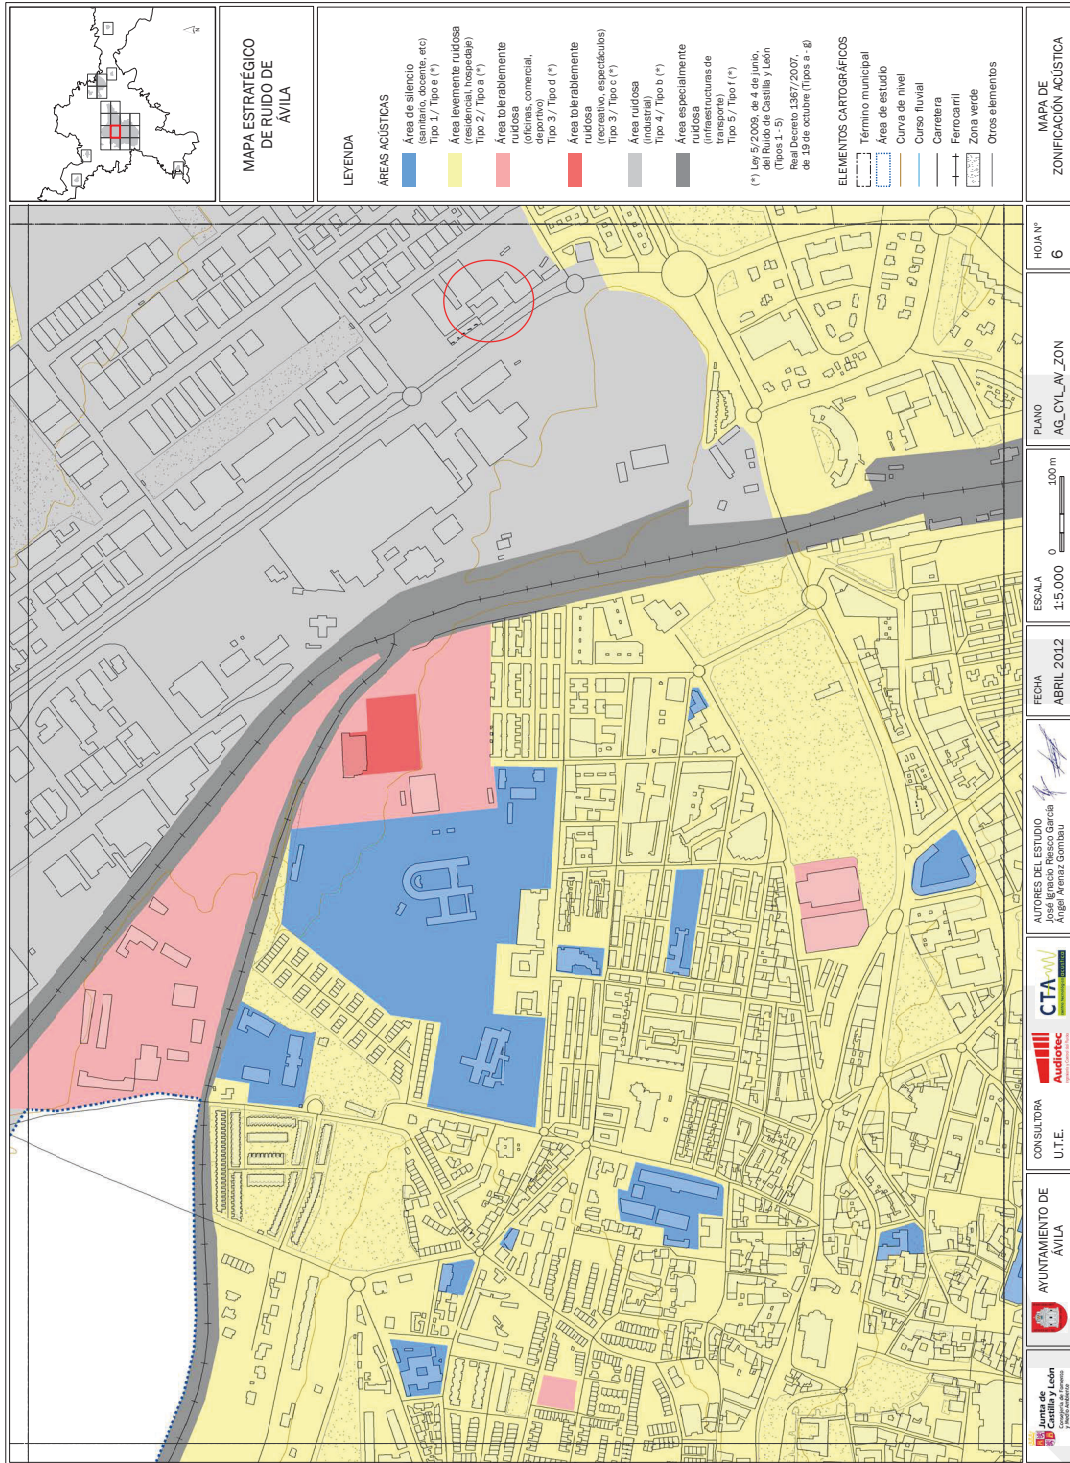 MAPA ESTRATÉGICO
DE RUIDO DE
ÁVILA
LEYENDA
ÁREAS ACÚSTICAS
Área de silencio
(sanitario, docente, etc)
Tipo 1 / Tipo e (*)
Área levemente ruidosa
(residencial, hospedaje)
Tipo 2 / Tipo a (*)
Área tolerablemente
ruidosa
(oficinas, comercial,
deportivo)
Tipo 3 / Tipo d (*)
Área tolerablemente
ruidosa
(recreativo, espectáculos)
Tipo 3 / Tipo c (*)
Área ruidosa
(industrial)
Tipo 4 / Tipo b (*)
Área especialmente
ruidosa
(infraestructuras de
transporte)
Tipo 5 / Tipo f (*)
(*) Ley 5/2009, de 4 de junio,
del Ruido de Castilla y León
(Tipos 1 - 5)
Real Decreto 1367/2007,
de 19 de octubre (Tipos a - g)
ELEMENTOS CARTOGRÁFICOS
Término municipal
Área de estudio
Curva de nivel
Curso fluvial
Carretera
Ferrocarril
Zona verde
Otros elementos
MAPA DE
ZONIFICACIÓN ACÚSTICA
Junta de
Castilla y León
Consejería de Fomento
y Medio Ambiente
AYUNTAMIENTO DE
ÁVILA
CONSULTORA
U.T.E.
Audiotec
CTA
AUTORES DEL ESTUDIO
José Ignacio Riesco García
Ángel Arenaz Gombau
FECHA
ABRIL 2012
ESCALA
1:5.000
0 100 m
PLANO
AG_CYL_AV_ZON
HOJA Nº
6